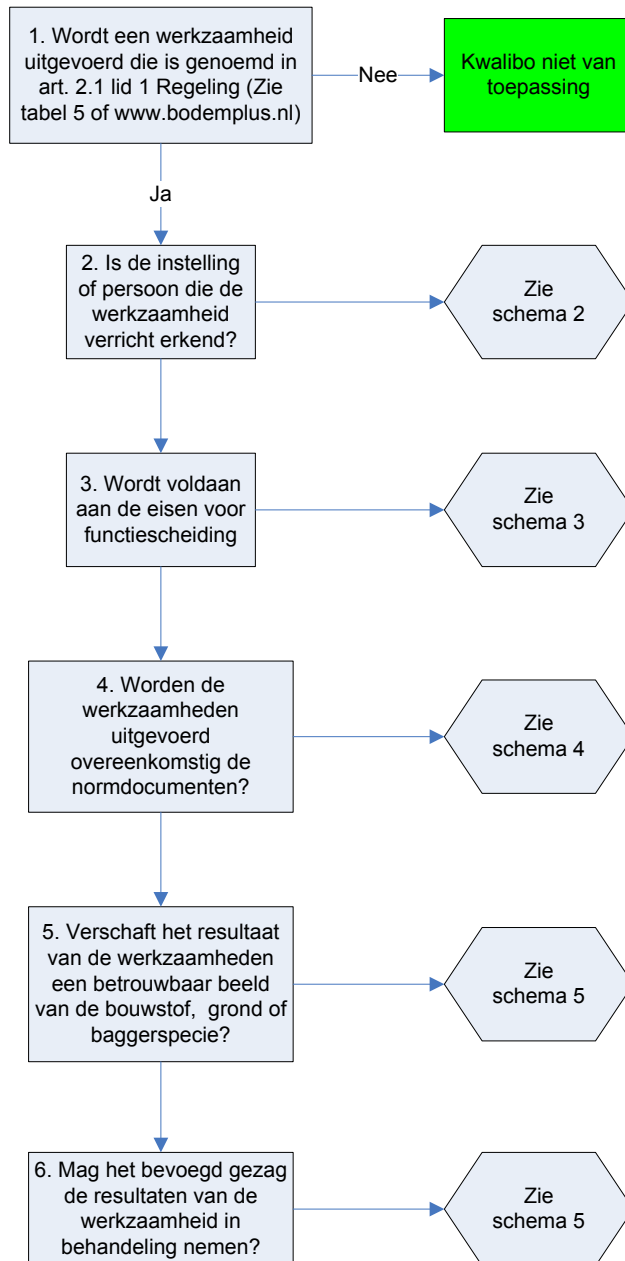 1. Wordt een werkzaamheid
uitgevoerd die is genoemd in
art. 2.1 lid 1 Regeling (Zie
tabel 5 of www.bodemplus.nl)
Nee
Kwalibo niet van
toepassing
Ja
2. Is de instelling
of persoon die de
werkzaamheid
verricht erkend?
Zie
schema 2
3. Wordt voldaan
aan de eisen voor
functiescheiding
Zie
schema 3
4. Worden de
werkzaamheden
uitgevoerd
overeenkomstig de
normdocumenten?
Zie
schema 4
5. Verschaft het resultaat
van de werkzaamheden
een betrouwbaar beeld
van de bouwstof, grond of
baggerspecie?
Zie
schema 5
6. Mag het bevoegd gezag
de resultaten van de
werkzaamheid in
behandeling nemen?
Zie
schema 5